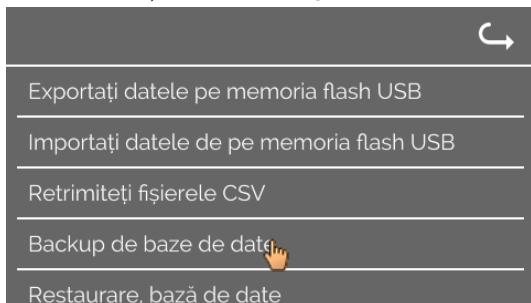 Exportați datele pe memoria flash USB
Importați datele de pe memoria flash USB
Retrimiteți fișierele CSV
Backup de baze de date
Restaurare, bază de date